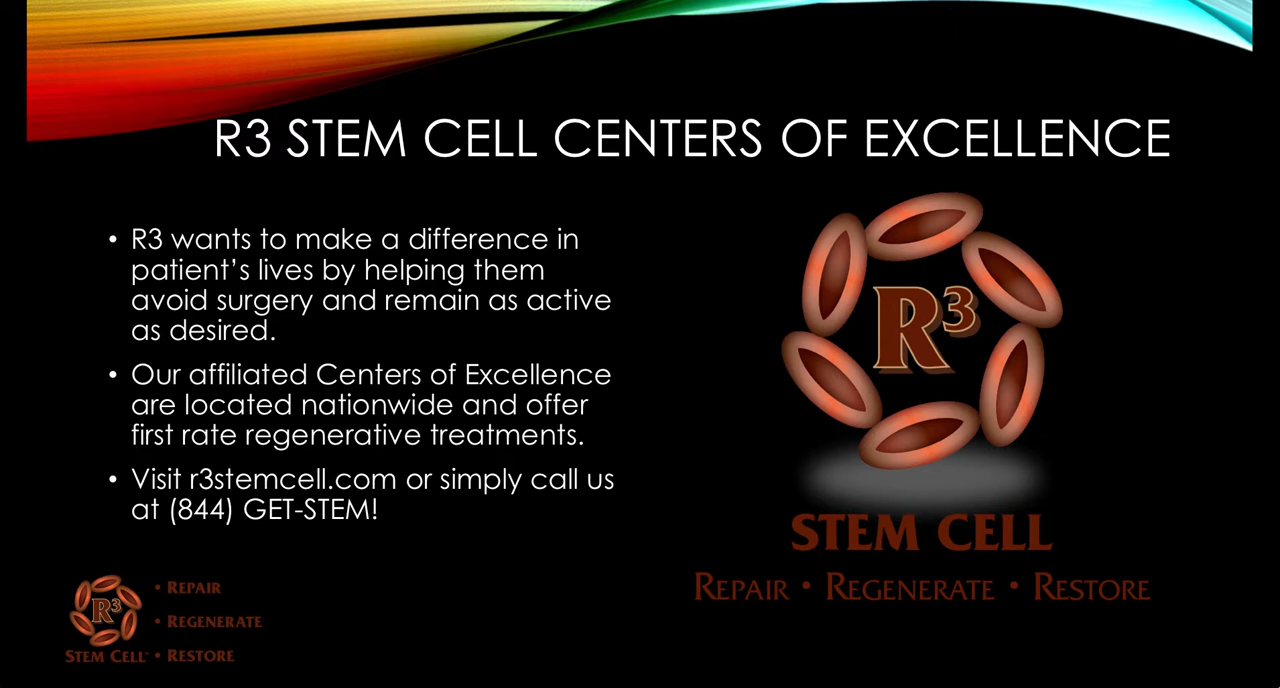 R3 STEM CELL CENTERS OF EXCELLENCE
• R3 wants to make a difference in
patient’s lives by helping them
avoid surgery and remain as active
as desired.
• Our affiliated Centers of Excellence
are located nationwide and offer
first rate regenerative treatments.
• Visit r3stemcell.com or simply call us
at (844) GET-STEM!
R³
STEM CELL
REPAIR • REGENERATE • RESTORE
R³
STEM CELL™
• REPAIR
• REGENERATE
• RESTORE